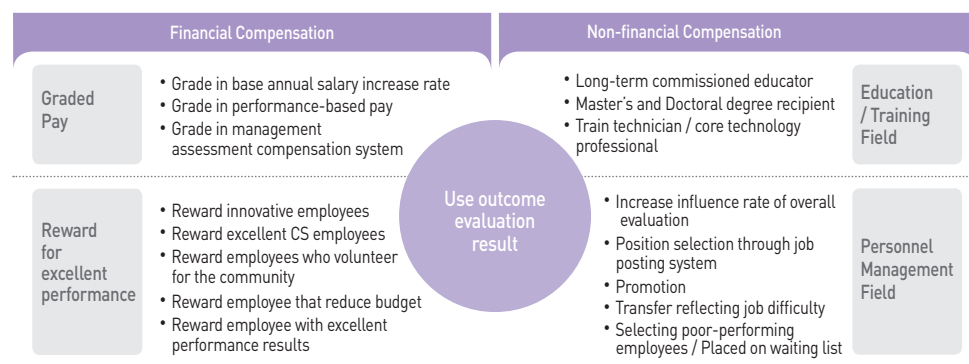 Financial Compensation
Non-financial Compensation
Graded
Pay
• Grade in base annual salary increase rate
• Grade in performance-based pay
• Grade in management
assessment compensation system
• Long-term commissioned educator
• Master's and Doctoral degree recipient
• Train technician / core technology
professional
Education
/ Training
Field
Use outcome
evaluation
result
Reward
for
excellent
performance
• Reward innovative employees
• Reward excellent CS employees
• Reward employees who volunteer
for the community
• Reward employee that reduce budget
• Reward employee with excellent
performance results
• Increase influence rate of overall
evaluation
• Position selection through job
posting system
• Promotion
• Transfer reflecting job difficulty
• Selecting poor-performing
employees / Placed on waiting list
Personnel
Management
Field